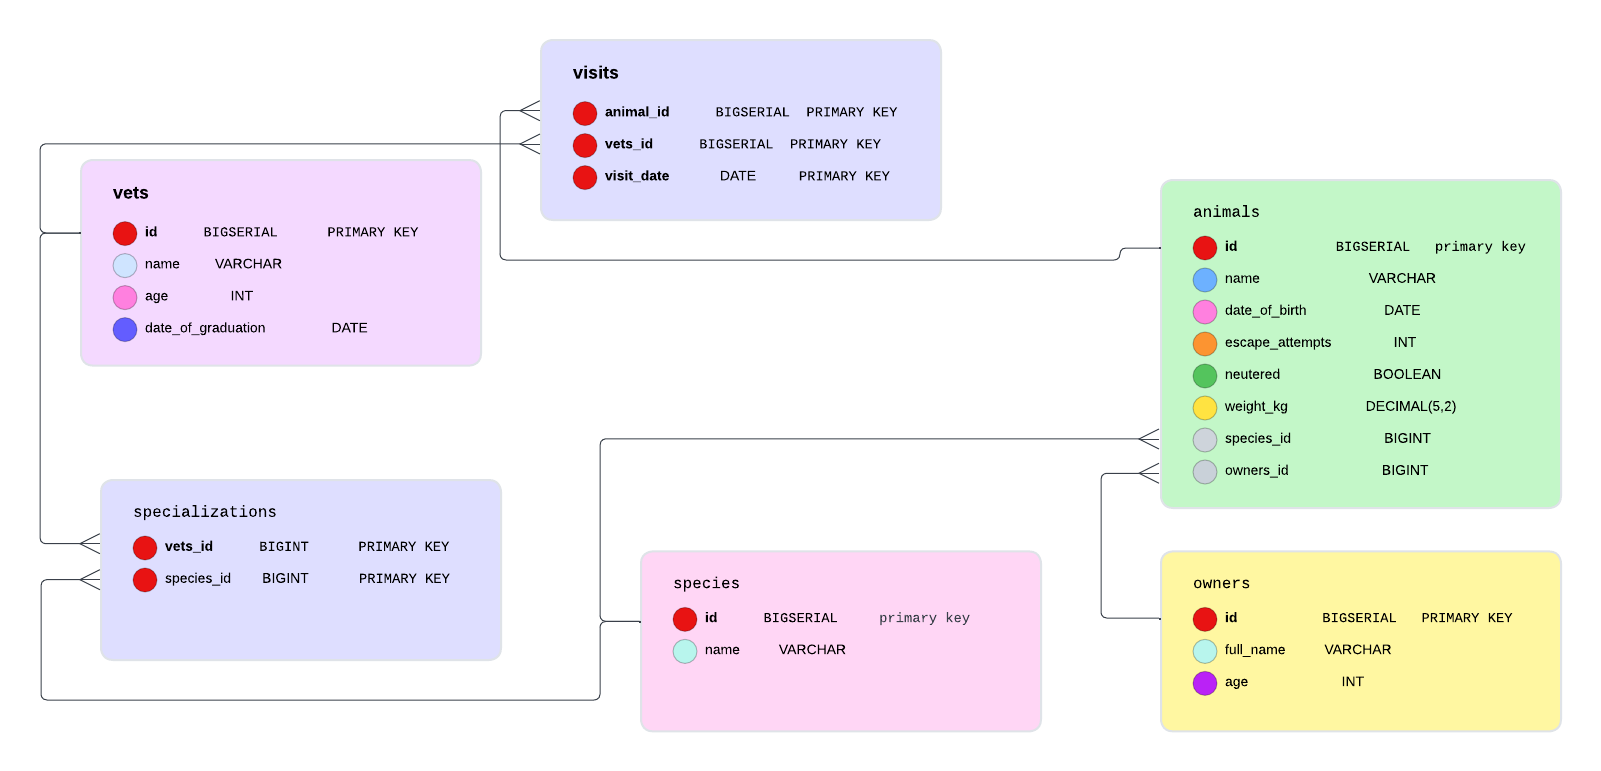 visits
animal_id BIGSERIAL PRIMARY KEY
vets_id BIGSERIAL PRIMARY KEY
visit_date DATE PRIMARY KEY
vets
id BIGSERIAL PRIMARY KEY
name VARCHAR
age INT
date_of_graduation DATE
animals
id BIGSERIAL primary key
name VARCHAR
date_of_birth DATE
escape_attempts INT
neutered BOOLEAN
weight_kg DECIMAL(5,2)
species_id BIGINT
owners_id BIGINT
specializations
vets_id BIGINT PRIMARY KEY
species_id BIGINT PRIMARY KEY
species
id BIGSERIAL primary key
name VARCHAR
owners
id BIGSERIAL PRIMARY KEY
full_name VARCHAR
age INT